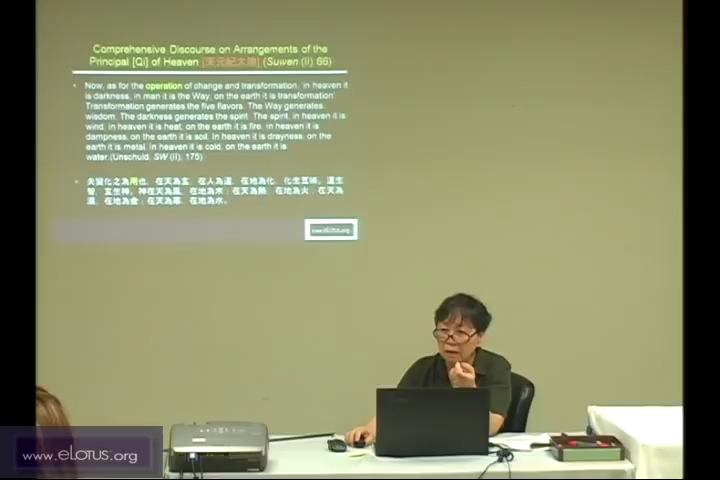 Comprehensive Discourse on Arrangements of the
Principal [Qi] of Heaven [天元紀大論] (Suwen (II) 66)
Now, as for the operation of change and transformation, in heaven it
is darkness, in man it is the Way, on the earth it is transformation.
Transformation generates the five flavors. The Way generates
wisdom. The darkness generates the spirit. The spirit, in heaven it is
wind, in heaven it is heat, on the earth it is fire. In heaven it is
dampness, on the earth it is soil. In heaven it is drayness, on the
earth it is metal. In heaven it is cold, on the earth it is
water.(Unschuld, SW (II), 175)
夫變化之為用也，在天為玄，在人為道，在地為化，化生五味，道生
智，玄生神，神在天為風，在地為木；在天為熱，在地為火，在天為
濕，在地為金；在天為寒，在地為水。
www.eLOTUS.org
www.eLOTUS.org